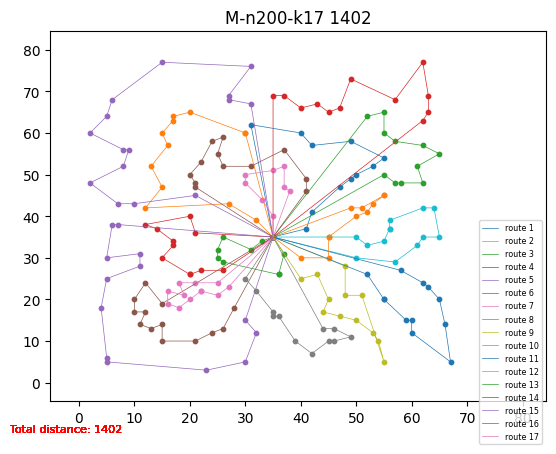 M-n200-k17 1402
80
70
60
50
40
30
20
10
0
0
10
20
30
40
50
60
70
80
route 1
route 2
route 3
route 4
route 5
route 6
route 7
route 8
route 9
route 10
route 11
route 12
route 13
route 14
route 15
route 16
route 17
Total distance: 1402